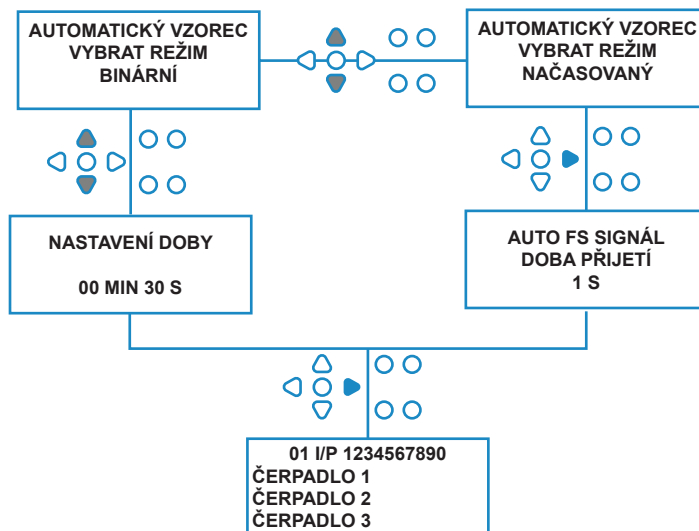 AUTOMATICKÝ VZOREC
VYBRAT REŽIM
BINÁRNÍ
AUTOMATICKÝ VZOREC
VYBRAT REŽIM
NAČASOVANÝ
NASTAVENÍ DOBY
00 MIN 30 S
AUTO FS SIGNÁL
DOBA PŘIJETÍ
1 S
01 I/P 1234567890
ČERPADLO 1
ČERPADLO 2
ČERPADLO 3